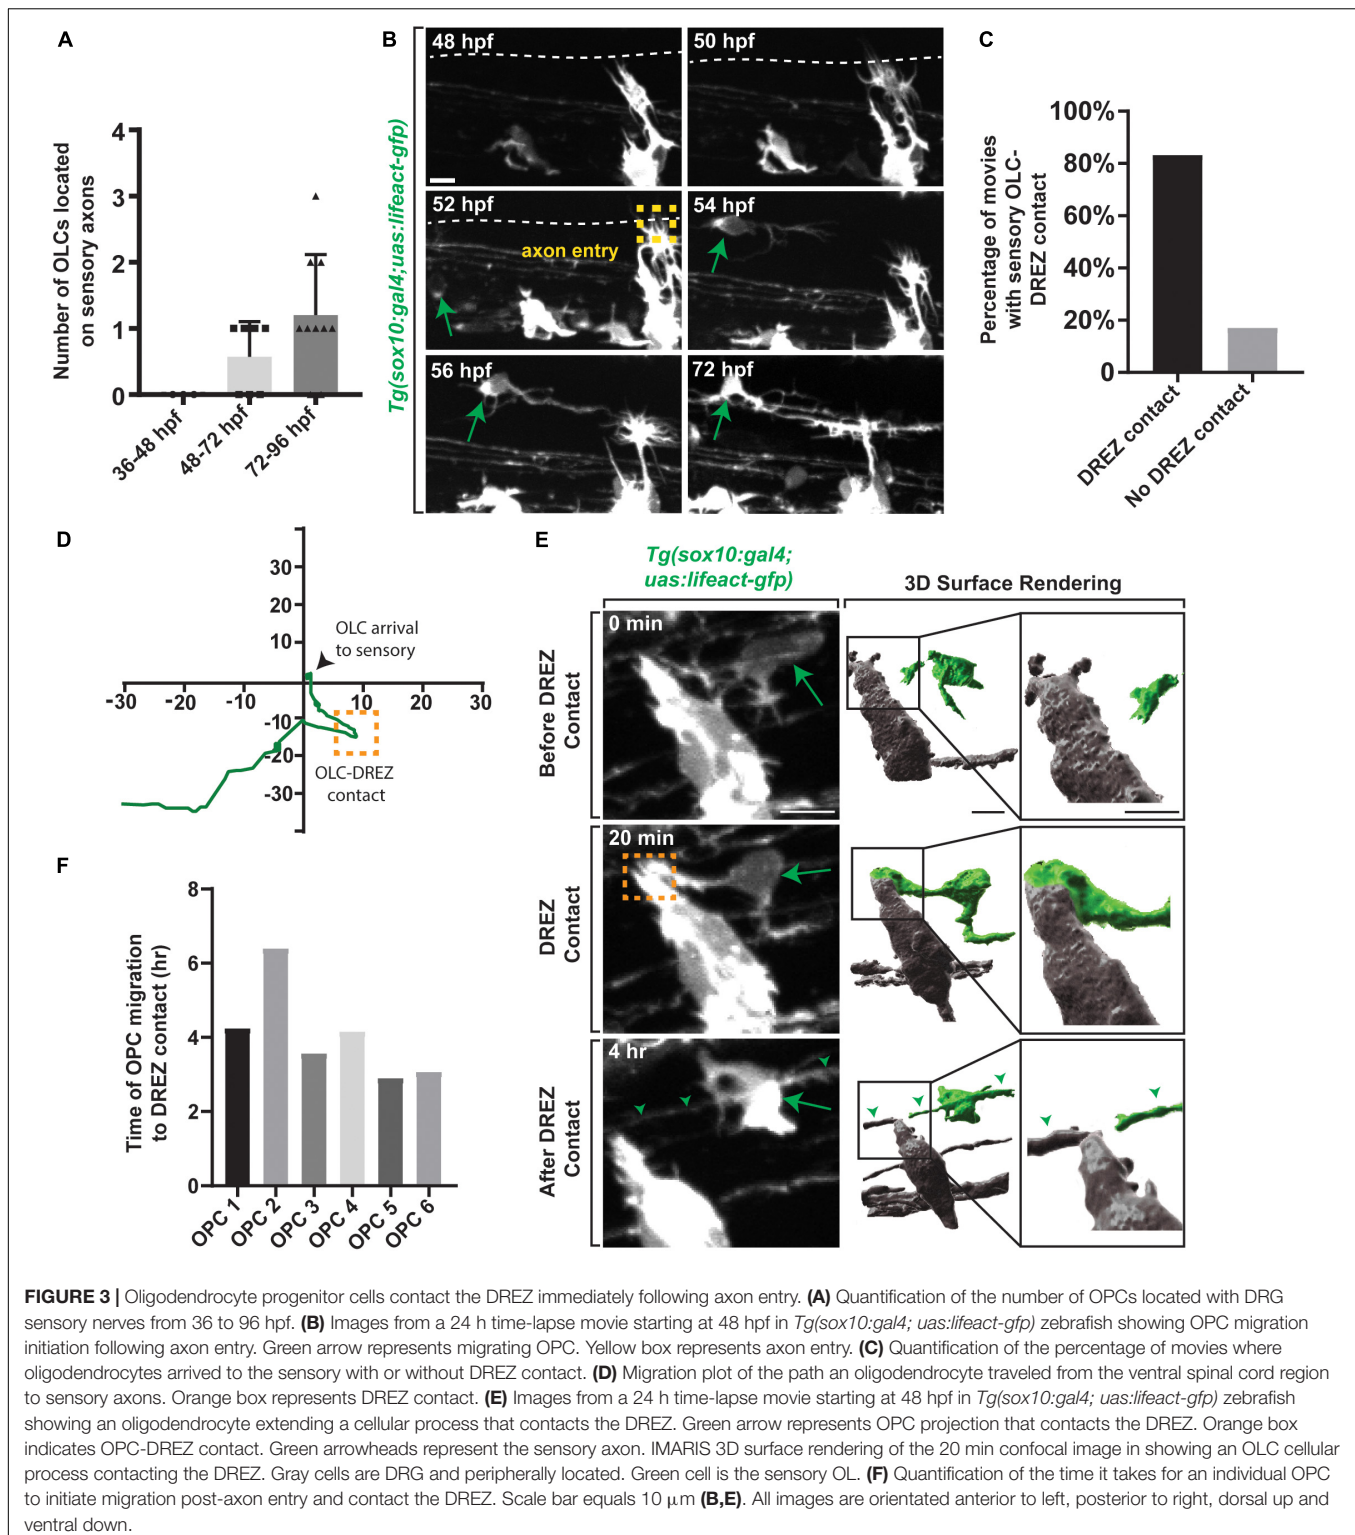 A
Number of OLCs located
on sensory axons
4
3
2
1
0
36-48 hpf
48-72 hpf
72-96 hpf
B
Tg(sox10:gal4;uas:lifeact-gfp)
48 hpf
50 hpf
52 hpf
axon entry
54 hpf
56 hpf
72 hpf
C
Percentage of movies
with sensory OLC-
DREZ contact
100%
80%
60%
40%
20%
0
DREZ contact
No DREZ contact
D
30
20
10
-30
-20
-10
10
20
30
-10
-20
-30
OLC arrival
to sensory
OLC-DREZ
contact
E
Tg(sox10:gal4;
uas:lifeact-gfp)
3D Surface Rendering
Before DREZ
Contact
0 min
DREZ
Contact
20 min
After DREZ
Contact
4 hr
F
Time of OPC migration
to DREZ contact (hr)
8
6
4
2
0
OPC 1
OPC 2
OPC 3
OPC 4
OPC 5
OPC 6
FIGURE 3 | Oligodendrocyte progenitor cells contact the DREZ immediately following axon entry. (A) Quantification of the number of OPCs located with DRG
sensory nerves from 36 to 96 hpf. (B) Images from a 24 h time-lapse movie starting at 48 hpf in Tg(sox10:gal4; uas:lifeact-gfp) zebrafish showing OPC migration
initiation following axon entry. Green arrow represents migrating OPC. Yellow box represents axon entry. (C) Quantification of the percentage of movies where
oligodendrocytes arrived to the sensory with or without DREZ contact. (D) Migration plot of the path an oligodendrocyte traveled from the ventral spinal cord region
to sensory axons. Orange box represents DREZ contact. (E) Images from a 24 h time-lapse movie starting at 48 hpf in Tg(sox10:gal4; uas:lifeact-gfp) zebrafish
showing an oligodendrocyte extending a cellular process that contacts the DREZ. Green arrow represents OPC projection that contacts the DREZ. Orange box
indicates OPC-DREZ contact. Green arrowheads represent the sensory axon. IMARIS 3D surface rendering of the 20 min confocal image in showing an OLC cellular
process contacting the DREZ. Gray cells are DRG and peripherally located. Green cell is the sensory OL. (F) Quantification of the time it takes for an individual OPC
to initiate migration post-axon entry and contact the DREZ. Scale bar equals 10 μm (B,E). All images are orientated anterior to left, posterior to right, dorsal up and
ventral down.